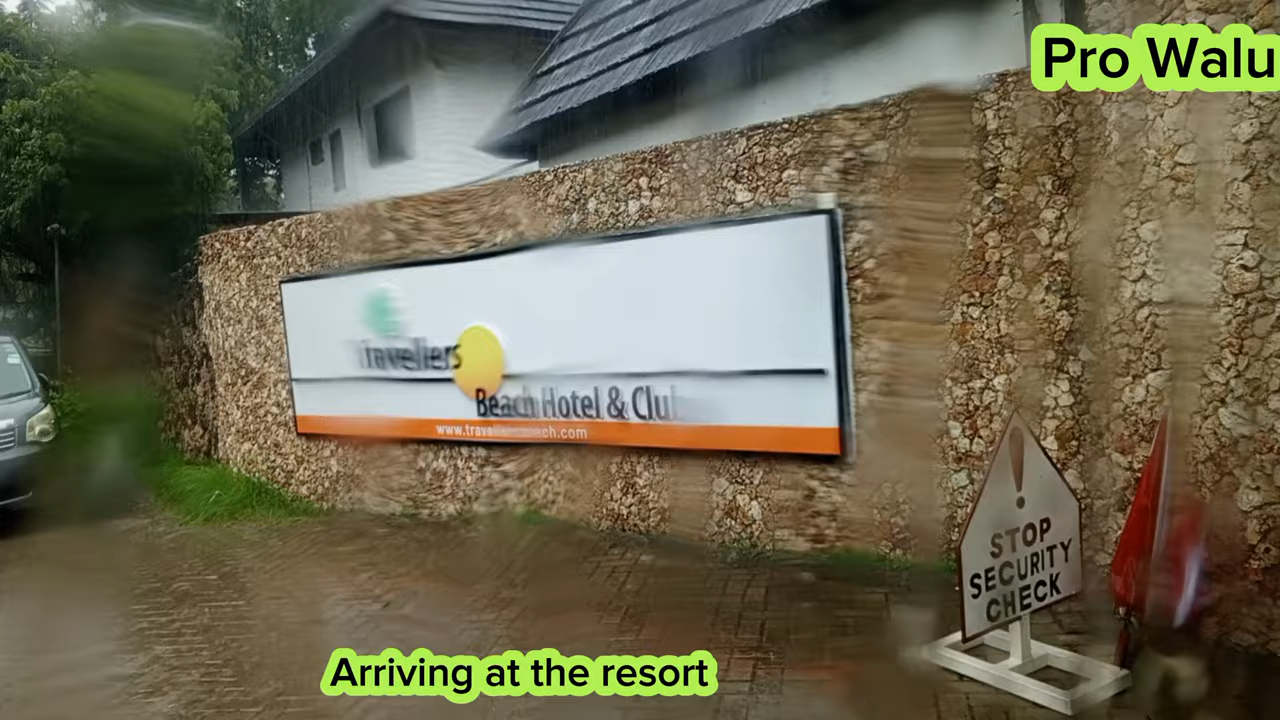 Pro Walu
Travellers
Beach Hotel & Club
STOP
SECURITY
CHECK
Arriving at the resort